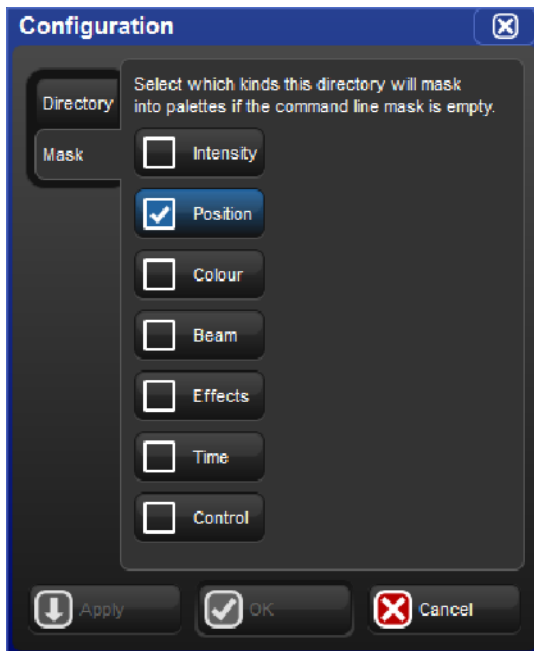 Configuration
Directory
Mask
Select which kinds this directory will mask
into palettes if the command line mask is empty.
Intensity
Position
Colour
Beam
Effects
Time
Control
Apply
OK
Cancel